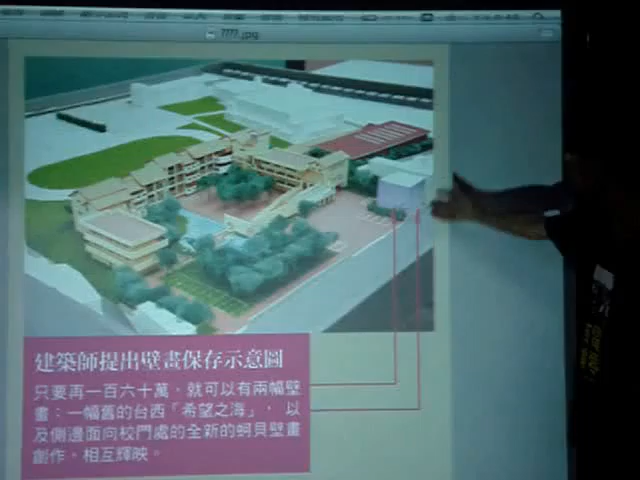 ????.jpg
建築師提出壁畫保存示意圖
只要再一百六十萬，就可以有兩幅壁
畫：一幅舊的台西「希望之海」，以
及側邊面向校門處的全新的蚵貝壁畫
創作，相互輝映。